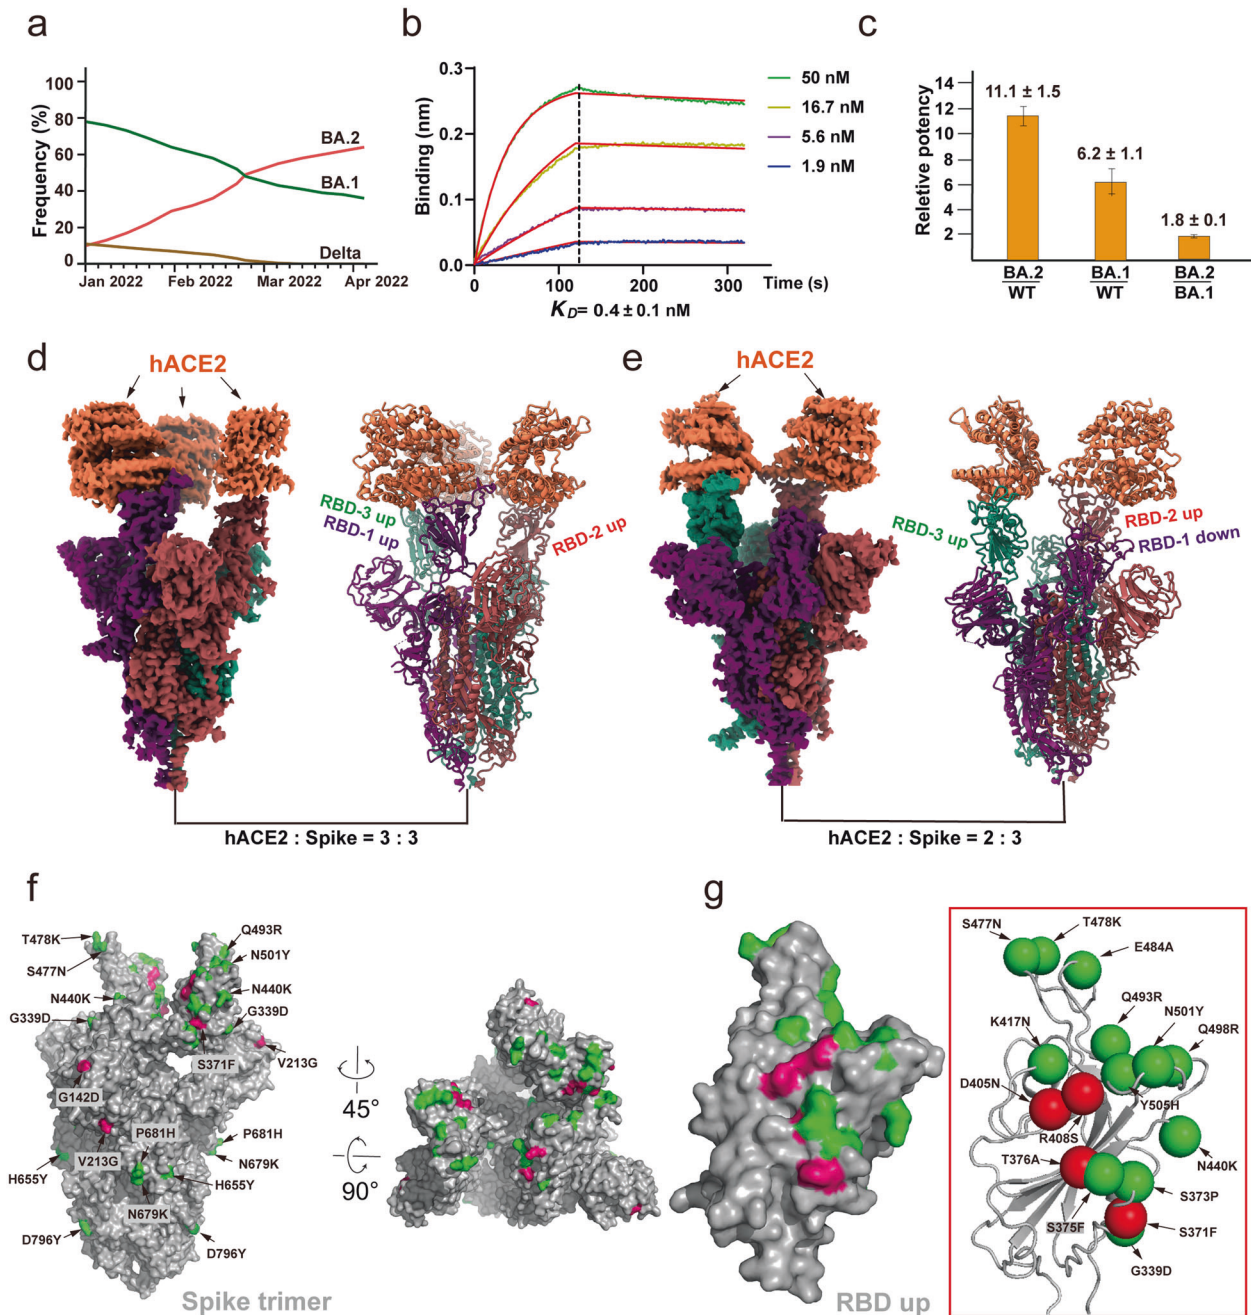 a
100
80
60
40
20
0
Frequency (%)
BA.2
BA.1
Delta
Jan 2022
Feb 2022
Mar 2022
Apr 2022
b
0.3
0.2
0.1
0.0
Binding (nm)
0
100
200
300
Time (s)
K_D = 0.4 ± 0.1 nM
50 nM
16.7 nM
5.6 nM
1.9 nM
c
14
12
10
8
6
4
2
Reletive potency
11.1 ± 1.5
6.2 ± 1.1
1.8 ± 0.1
BA.2
WT
BA.1
WT
BA.2
BA.1
d
hACE2
RBD-3 up
RBD-1 up
RBD-2 up
hACE2 : Spike = 3 : 3
e
hACE2
RBD-3 up
RBD-2 up
RBD-1 down
hACE2 : Spike = 2 : 3
f
T478K
S477N
N440K
G339D
G142D
V213G
H655Y
D796Y
Q493R
N501Y
N440K
G339D
S371F
V213G
P681H
P681H
N679K
H655Y
N679K
D796Y
Spike trimer
45°
90°
g
RBD up
S477N
T478K
E484A
Q493R
K417N
N501Y
Q498R
D405N
Y505H
R408S
T376A
N440K
S373P
S375F
S371F
G339D